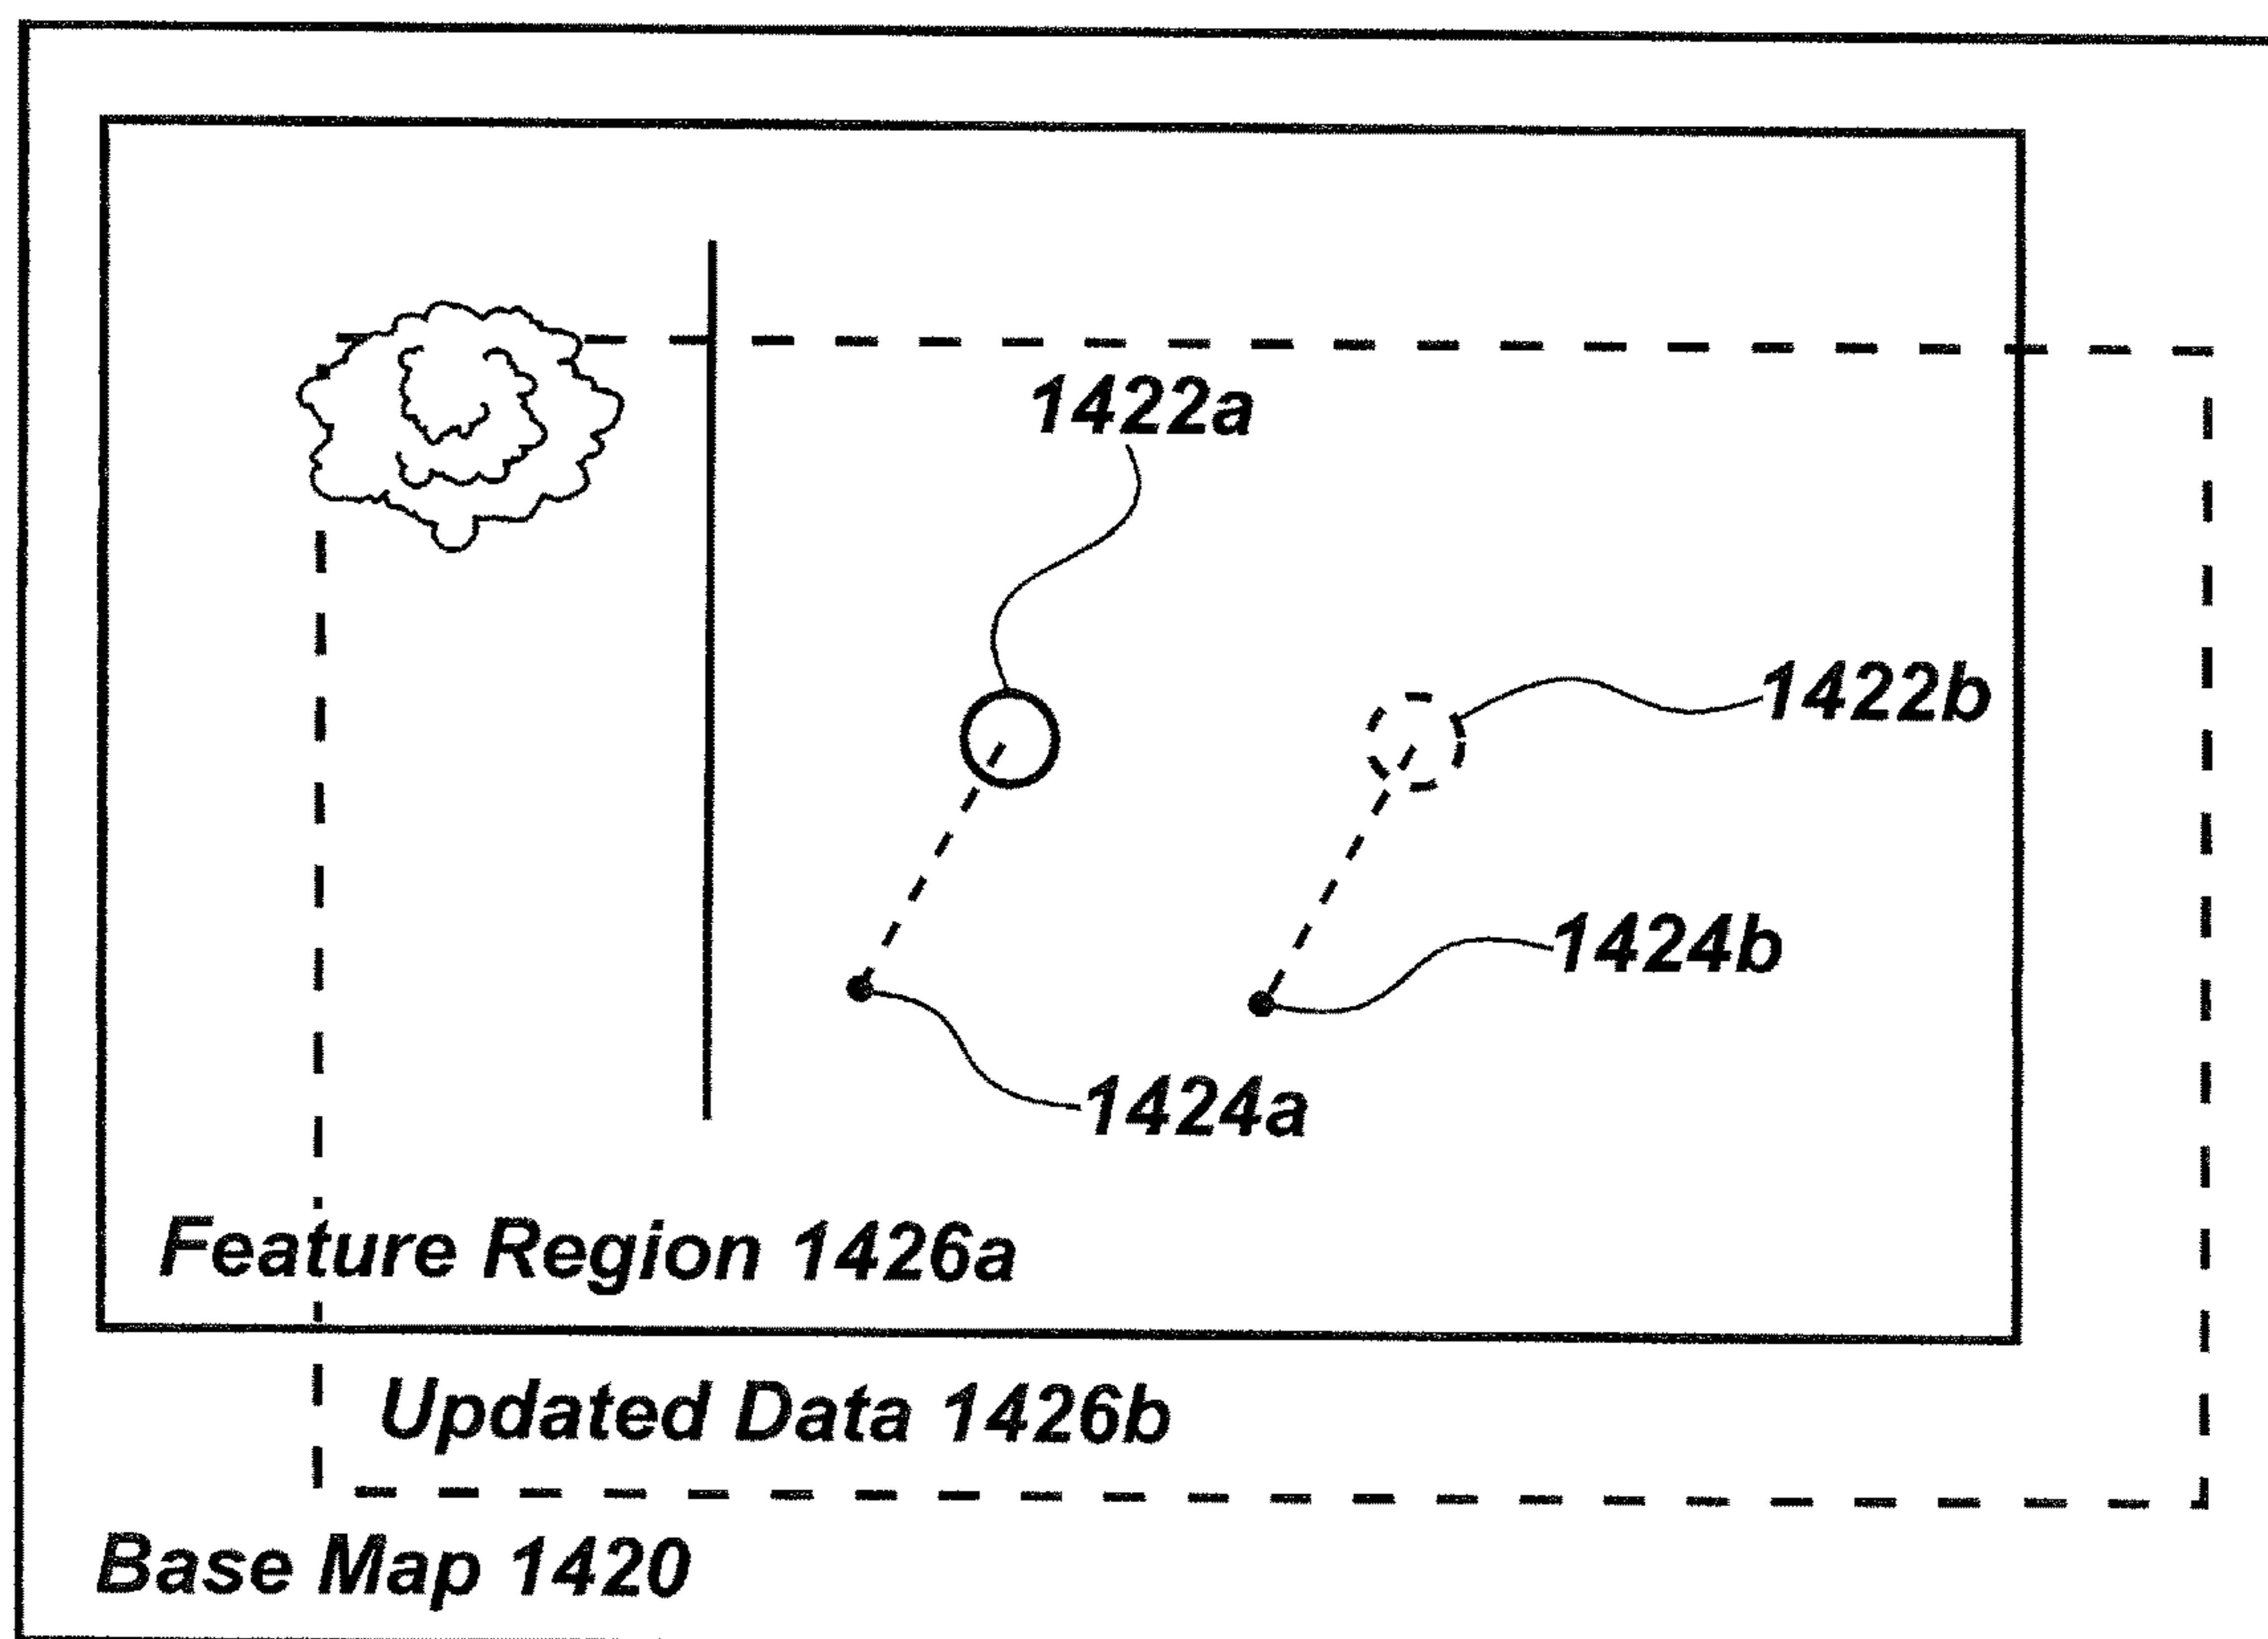 1422a
1422b
1424b
1424a
Feature Region 1426a
Updated Data 1426b
Base Map 1420